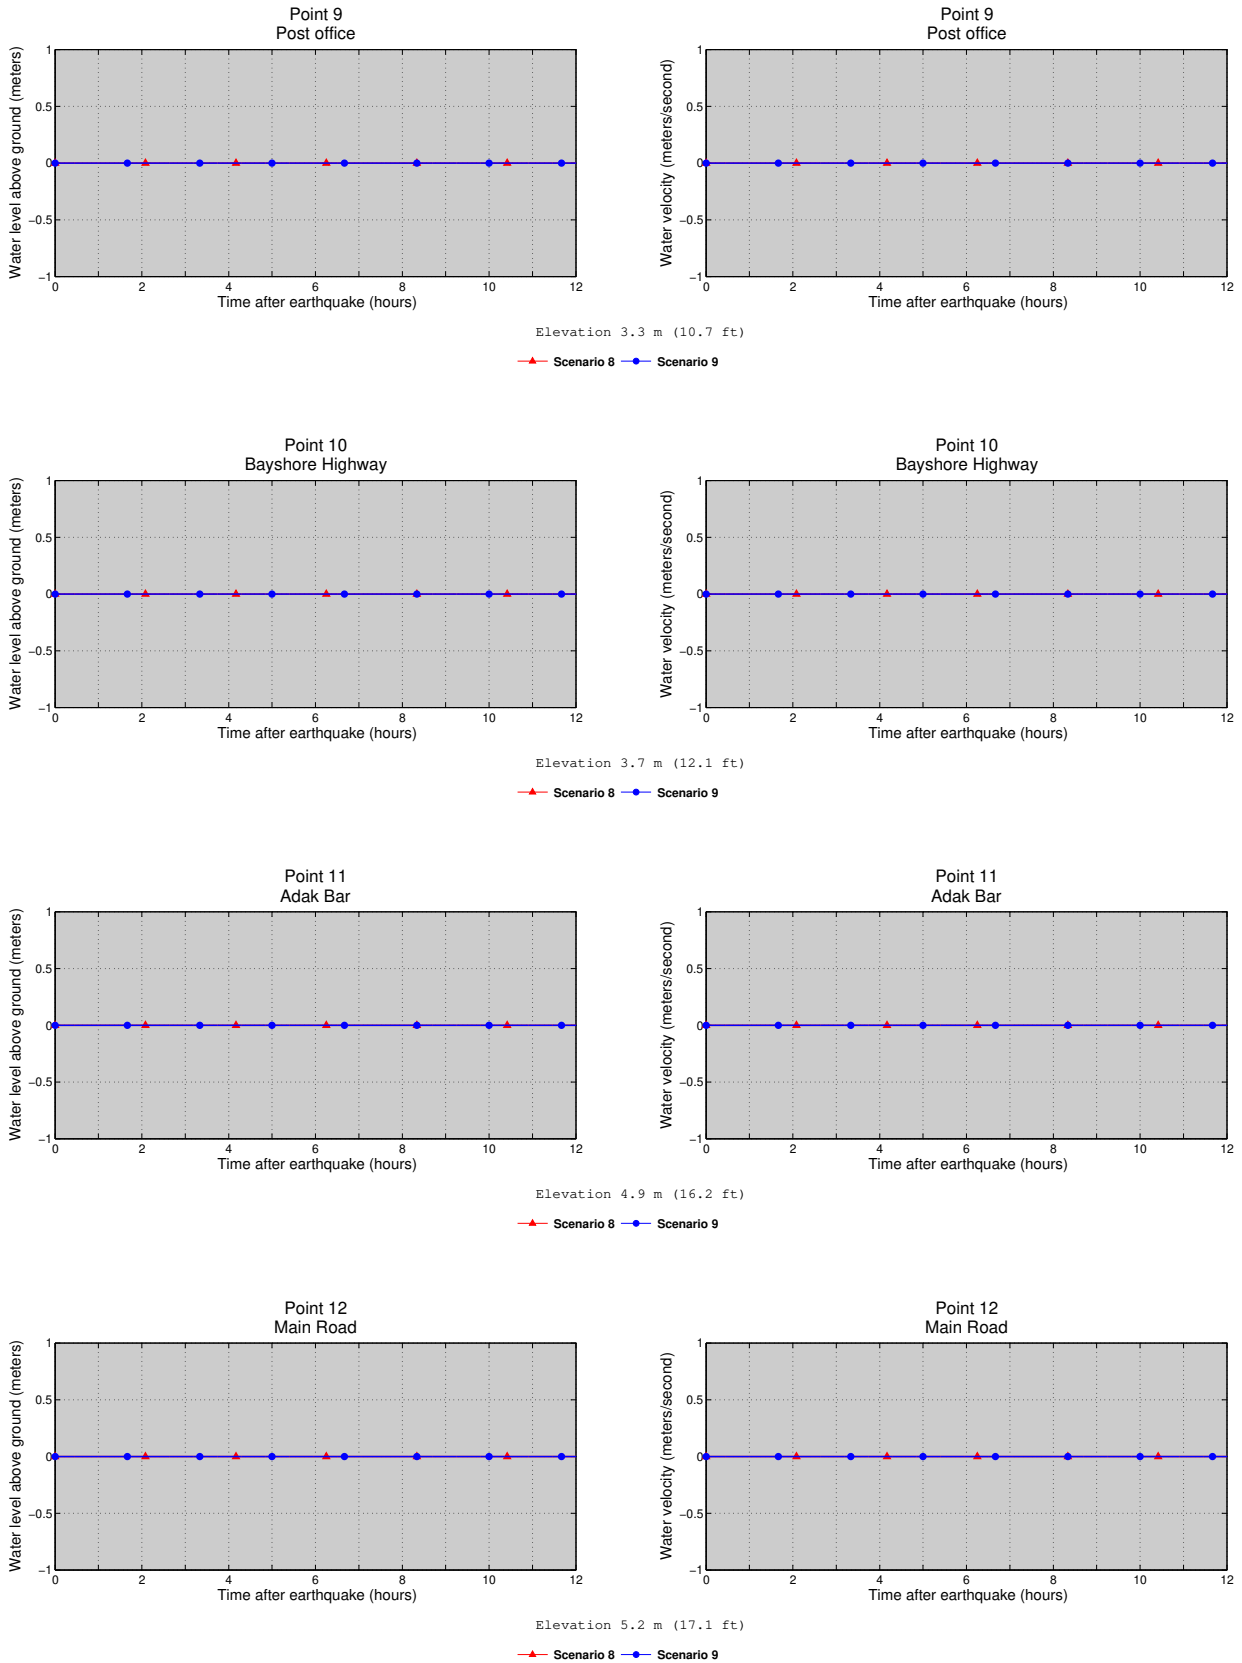 Point 9
Post office
Water level above ground (meters)
1
0.5
0
−0.5
−1
0 2 4 6 8 10 12
Time after earthquake (hours)
Point 9
Post office
Water velocity (meters/second)
1
0.5
0
−0.5
−1
0 2 4 6 8 10 12
Time after earthquake (hours)
Elevation 3.3 m (10.7 ft)
Scenario 8 Scenario 9
Point 10
Bayshore Highway
Water level above ground (meters)
1
0.5
0
−0.5
−1
0 2 4 6 8 10 12
Time after earthquake (hours)
Point 10
Bayshore Highway
Water velocity (meters/second)
1
0.5
0
−0.5
−1
0 2 4 6 8 10 12
Time after earthquake (hours)
Elevation 3.7 m (12.1 ft)
Scenario 8 Scenario 9
Point 11
Adak Bar
Water level above ground (meters)
1
0.5
0
−0.5
−1
0 2 4 6 8 10 12
Time after earthquake (hours)
Point 11
Adak Bar
Water velocity (meters/second)
1
0.5
0
−0.5
−1
0 2 4 6 8 10 12
Time after earthquake (hours)
Elevation 4.9 m (16.2 ft)
Scenario 8 Scenario 9
Point 12
Main Road
Water level above ground (meters)
1
0.5
0
−0.5
−1
0 2 4 6 8 10 12
Time after earthquake (hours)
Point 12
Main Road
Water velocity (meters/second)
1
0.5
0
−0.5
−1
0 2 4 6 8 10 12
Time after earthquake (hours)
Elevation 5.2 m (17.1 ft)
Scenario 8 Scenario 9